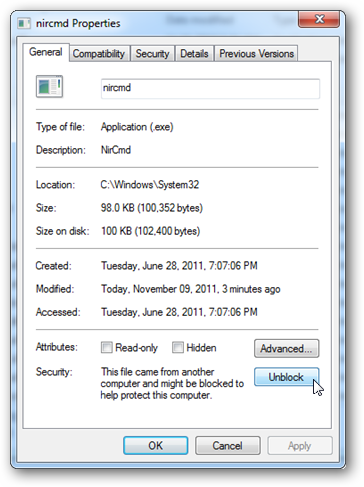 nircmd Properties
General Compatibility Security Details Previous Versions
nircmd
Type of file: Application (.exe)
Description: NirCmd
Location: C:\Windows\System32
Size: 98.0 KB (100,352 bytes)
Size on disk: 100 KB (102,400 bytes)
Created: Tuesday, June 28, 2011, 7:07:06 PM
Modified: Today, November 09, 2011, 3 minutes ago
Accessed: Tuesday, June 28, 2011, 7:07:06 PM
Attributes: Read-only Hidden Advanced...
Security: This file came from another
computer and might be blocked to
help protect this computer.
Unblock
OK Cancel Apply